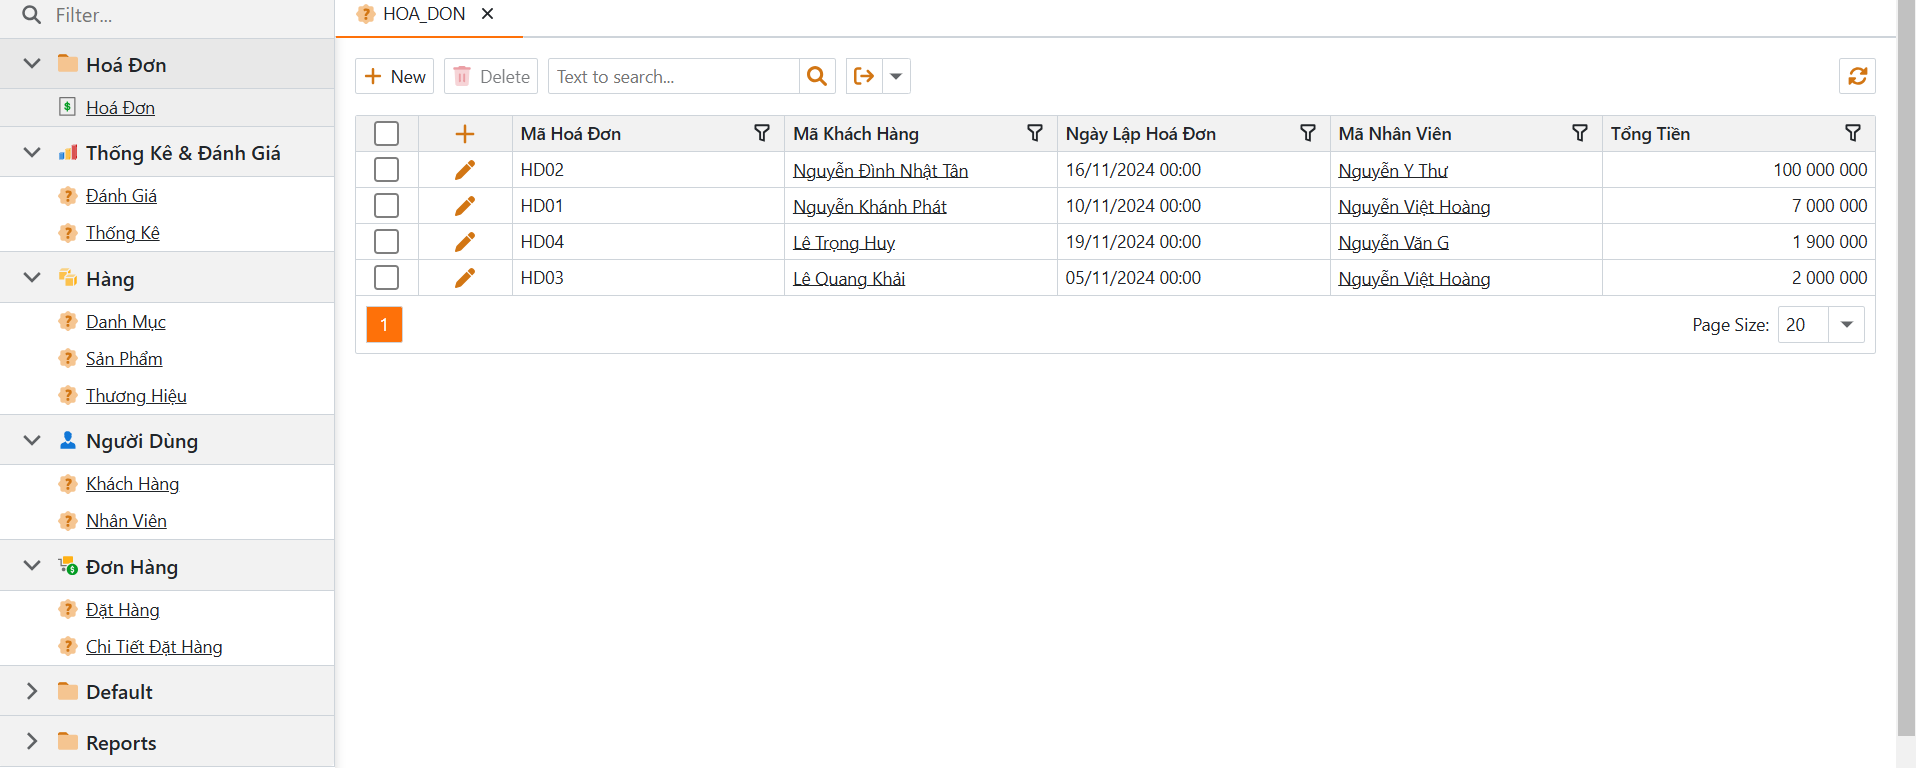 Filter...
Hoá Đơn
Hoá Đơn
Thống Kê & Đánh Giá
Đánh Giá
Thống Kê
Hàng
Danh Mục
Sản Phẩm
Thương Hiệu
Người Dùng
Khách Hàng
Nhân Viên
Đơn Hàng
Đặt Hàng
Chi Tiết Đặt Hàng
Default
Reports
HOA_DON
New Delete Text to search...
Mã Hoá Đơn Mã Khách Hàng Ngày Lập Hoá Đơn Mã Nhân Viên Tổng Tiền
HD02 Nguyễn Đình Nhật Tân 16/11/2024 00:00 Nguyễn Y Thư 100 000 000
HD01 Nguyễn Khánh Phát 10/11/2024 00:00 Nguyễn Việt Hoàng 7 000 000
HD04 Lê Trọng Huy 19/11/2024 00:00 Nguyễn Văn G 1 900 000
HD03 Lê Quang Khải 05/11/2024 00:00 Nguyễn Việt Hoàng 2 000 000
1 Page Size: 20